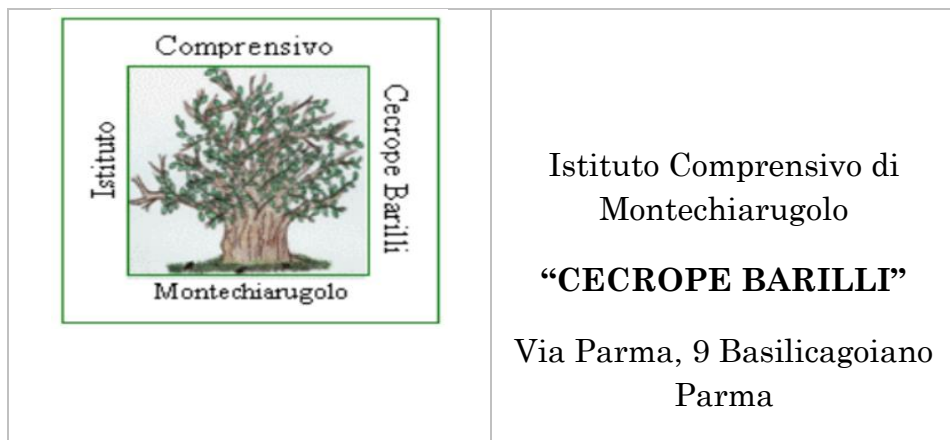 Comprensivo
Istituto
Cecrope Barilli
Montechiarugolo
Istituto Comprensivo di
Montechiarugolo
“CECROPE BARILLI”
Via Parma, 9 Basilicagoiano
Parma